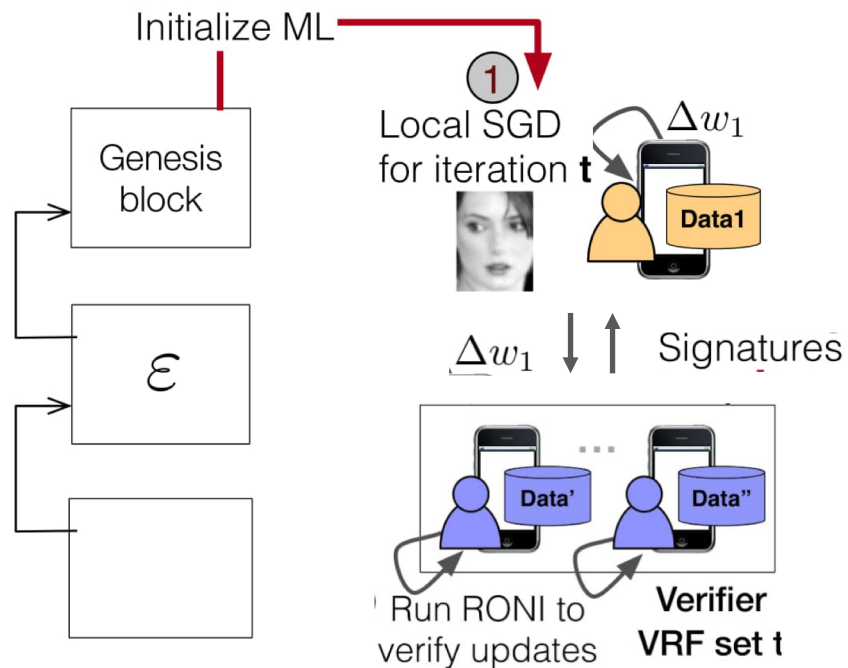 Initialize ML
Genesis
block
ε
1
Local SGD
for iteration t
Δw₁
Data1
Δw₁
Signatures
...
Data'
Data"
Run RONI to
verify updates
Verifier
VRF set t